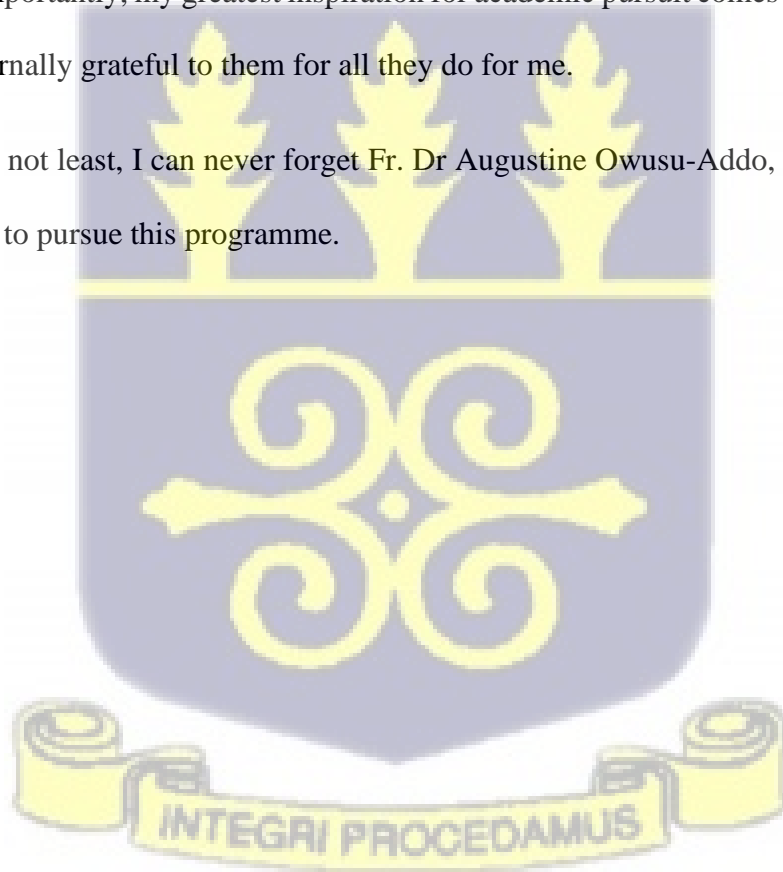 portantly, my greatest inspiration for academic pursuit comes
rnally grateful to them for all they do for me.
not least, I can never forget Fr. Dr Augustine Owusu-Addo,
to pursue this programme.
INTEGRI PROCEDAMUS